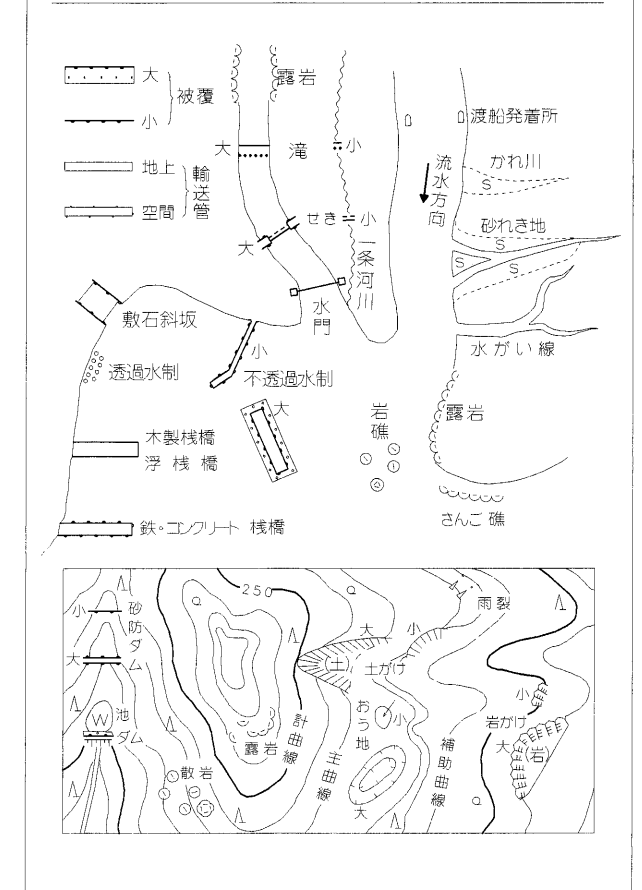 大
小
被覆
地上
空間
輸送管
露岩
大
滝
小
渡船発着所
流水方向
かれ川
S
砂れき地
S
S
S
せき
小
大
一条河川
水門
敷石斜坂
小
不透過水制
透過水制
水がい線
大
岩礁
露岩
木製桟橋
浮桟橋
さんご礁
鉄・コンクリート桟橋
250
雨裂
小
砂防ダム
大
池
W
ダム
大
小
(土)
土がけ
おう地
小
大
露岩
散岩
計曲線
主曲線
補助曲線
小
岩がけ
大
(岩)